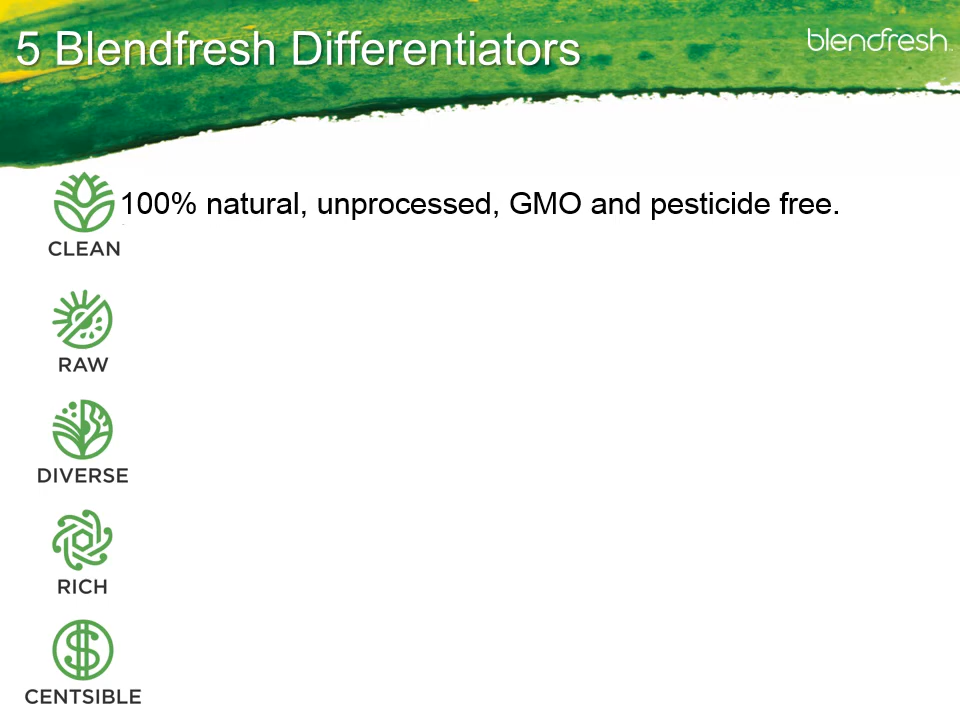 5 Blendfresh Differentiators
blendfresh
100% natural, unprocessed, GMO and pesticide free.
CLEAN
RAW
DIVERSE
RICH
CENTSIBLE